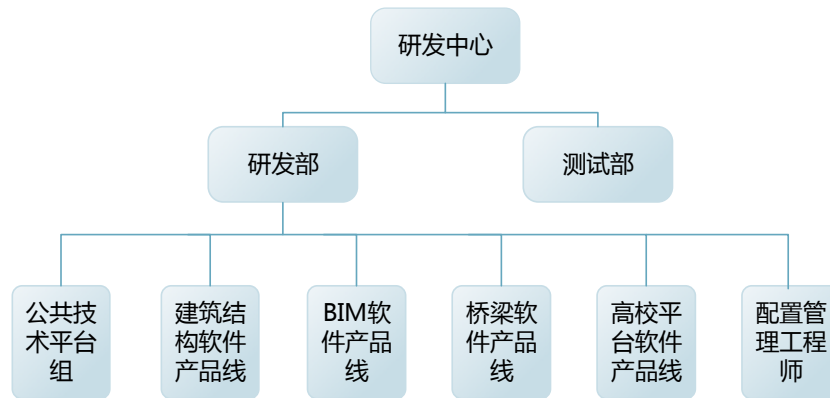 研发中心
研发部
测试部
公共技
术平台
组
建筑结
构软件
产品线
BIM软
件产品
线
桥梁软
件产品
线
高校平
台软件
产品线
配置管
理工程
师